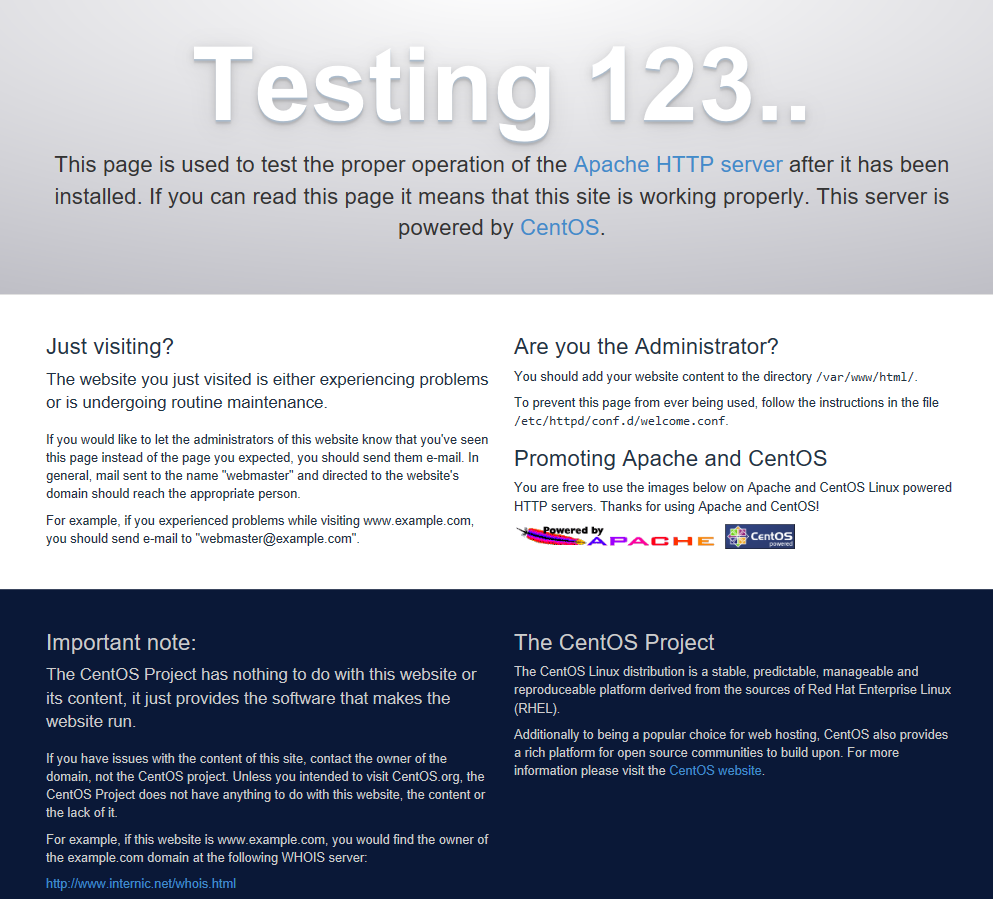 Testing 123..
This page is used to test the proper operation of the Apache HTTP server after it has been
installed. If you can read this page it means that this site is working properly. This server is
powered by CentOS.
Just visiting?
The website you just visited is either experiencing problems
or is undergoing routine maintenance.
If you would like to let the administrators of this website know that you've seen
this page instead of the page you expected, you should send them e-mail. In
general, mail sent to the name "webmaster" and directed to the website's
domain should reach the appropriate person.
For example, if you experienced problems while visiting www.example.com,
you should send e-mail to "webmaster@example.com".
Are you the Administrator?
You should add your website content to the directory /var/www/html/.
To prevent this page from ever being used, follow the instructions in the file
/etc/httpd/conf.d/welcome.conf.
Promoting Apache and CentOS
You are free to use the images below on Apache and CentOS Linux powered
HTTP servers. Thanks for using Apache and CentOS!
Powered by
APACHE
CentOS
powered
Important note:
The CentOS Project has nothing to do with this website or
its content, it just provides the software that makes the
website run.
If you have issues with the content of this site, contact the owner of the
domain, not the CentOS project. Unless you intended to visit CentOS.org, the
CentOS Project does not have anything to do with this website, the content or
the lack of it.
For example, if this website is www.example.com, you would find the owner of
the example.com domain at the following WHOIS server:
http://www.internic.net/whois.html
The CentOS Project
The CentOS Linux distribution is a stable, predictable, manageable and
reproduceable platform derived from the sources of Red Hat Enterprise Linux
(RHEL).
Additionally to being a popular choice for web hosting, CentOS also provides
a rich platform for open source communities to build upon. For more
information please visit the CentOS website.